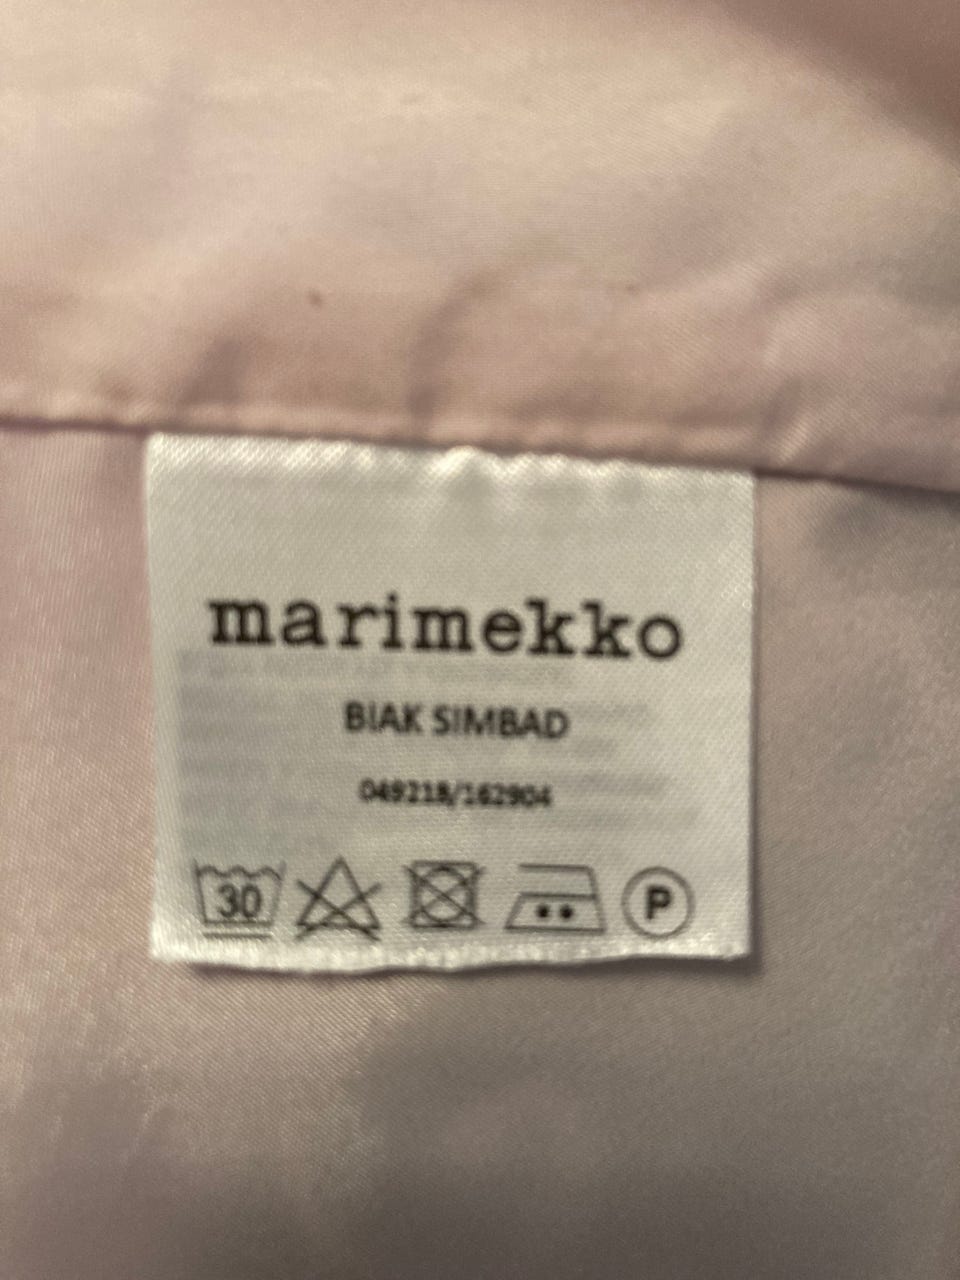 marimekko
BIAK SIMBAD
049218/162904
30 P